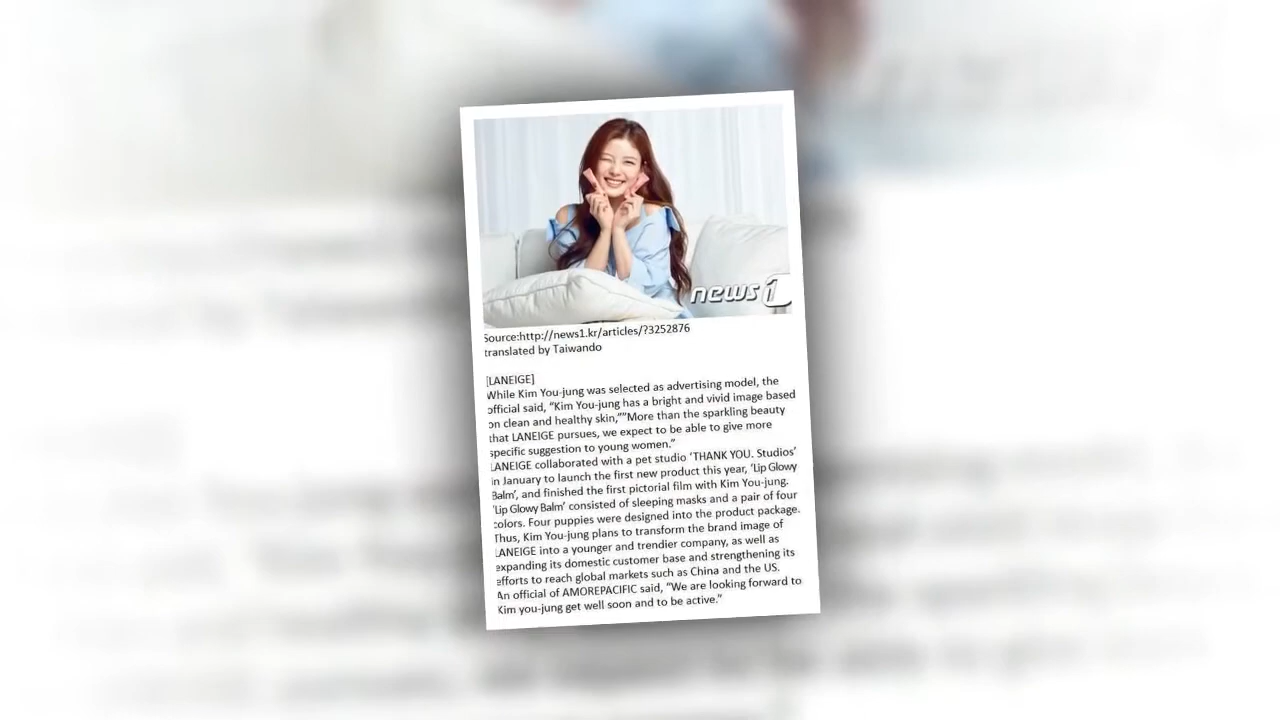 news1
Source:http://news1.kr/articles/?3252876
translated by Taiwando
[LANEIGE]
While Kim You-jung was selected as advertising model, the
official said, “Kim You-jung has a bright and vivid image based
on clean and healthy skin,”“More than the sparkling beauty
that LANEIGE pursues, we expect to be able to give more
specific suggestion to young women.”
LANEIGE collaborated with a pet studio ‘THANK YOU. Studios’
in January to launch the first new product this year, ‘Lip Glowy
Balm’, and finished the first pictorial film with Kim You-jung.
‘Lip Glowy Balm’ consisted of sleeping masks and a pair of four
colors. Four puppies were designed into the product package.
Thus, Kim You-jung plans to transform the brand image of
LANEIGE into a younger and trendier company, as well as
expanding its domestic customer base and strengthening its
efforts to reach global markets such as China and the US.
An official of AMOREPACIFIC said, “We are looking forward to
Kim you-jung get well soon and to be active.”